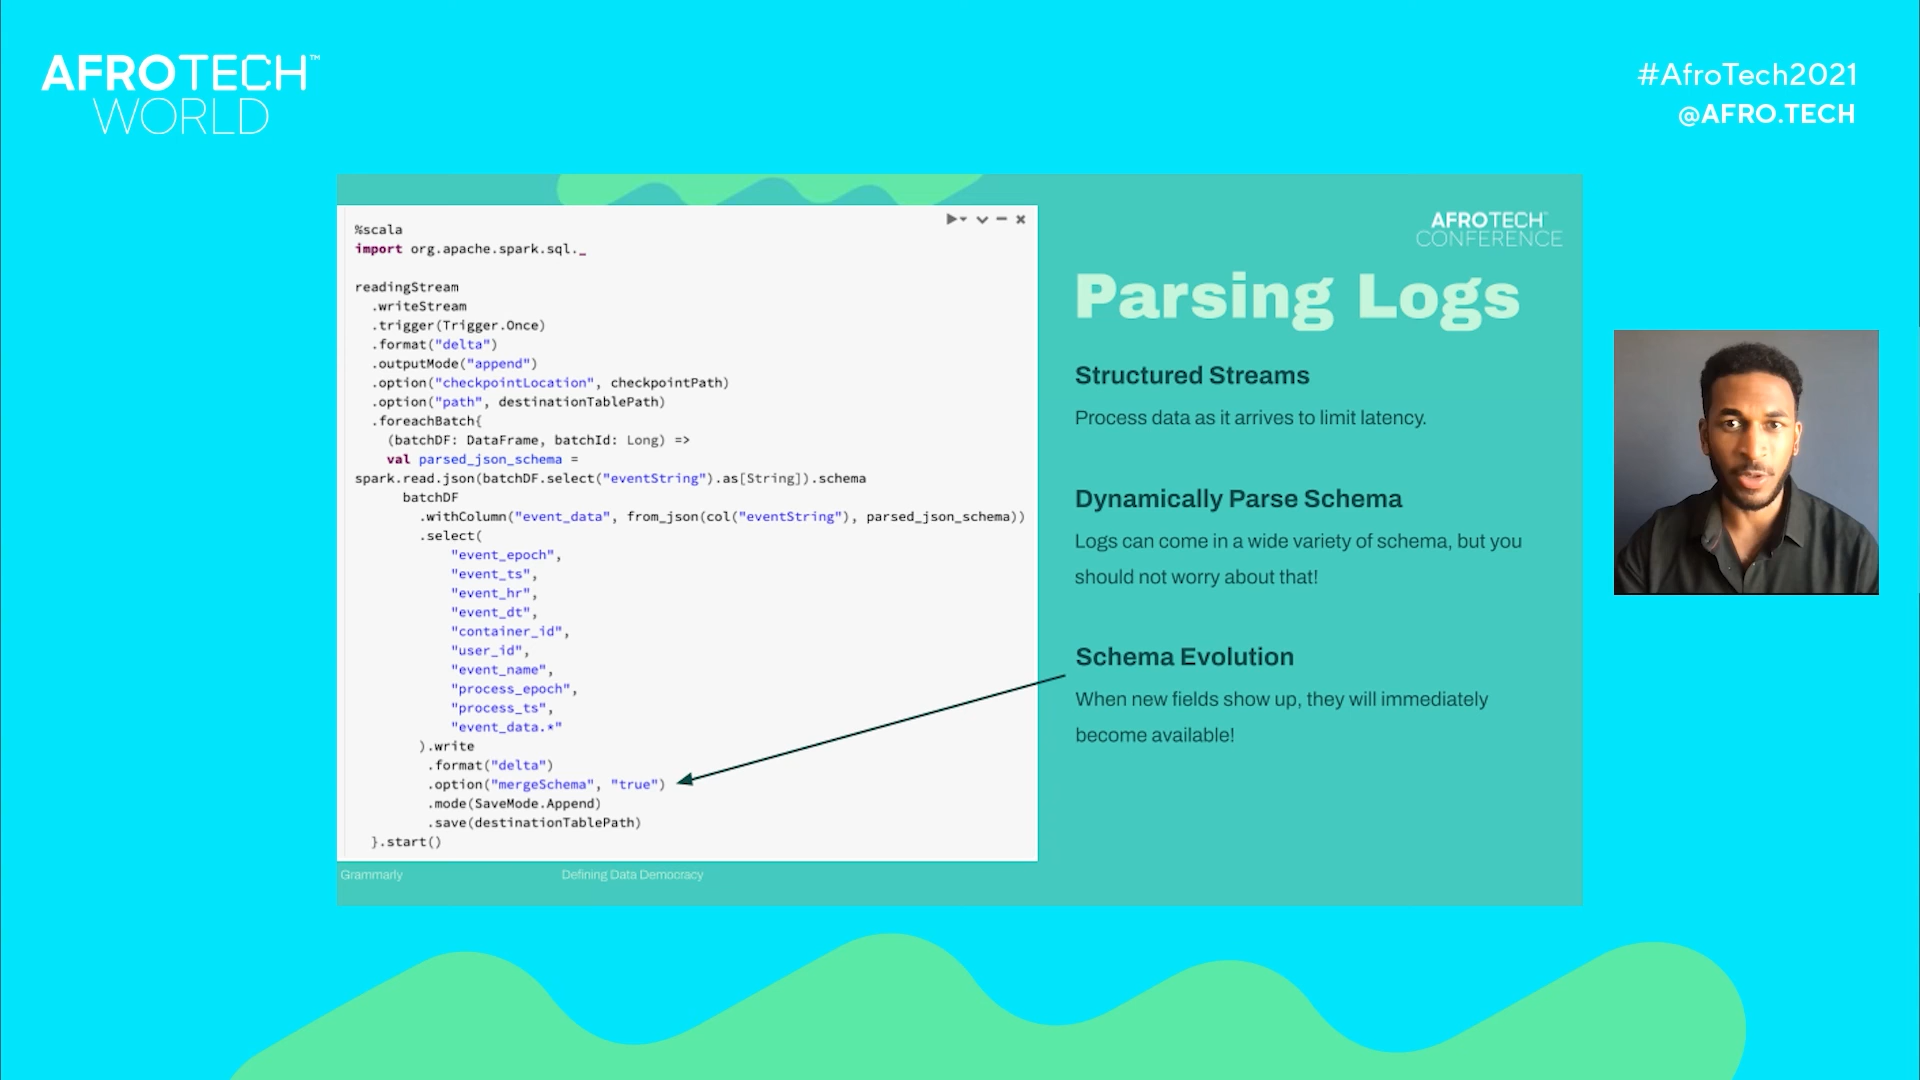 AFROTECH™
WORLD
#AfroTech2021
@AFRO.TECH
AFROTECH™
CONFERENCE
%scala
import org.apache.spark.sql._
readingStream
.writeStream
.trigger(Trigger.Once)
.format("delta")
.outputMode("append")
.option("checkpointLocation", checkpointPath)
.option("path", destinationTablePath)
.foreachBatch{
(batchDF: DataFrame, batchId: Long) =>
val parsed_json_schema =
spark.read.json(batchDF.select("eventString").as[String]).schema
batchDF
.withColumn("event_data", from_json(col("eventString"), parsed_json_schema))
.select(
"event_epoch",
"event_ts",
"event_hr",
"event_dt",
"container_id",
"user_id",
"event_name",
"process_epoch",
"process_ts",
"event_data.*"
).write
.format("delta")
.option("mergeSchema", "true")
.mode(SaveMode.Append)
.save(destinationTablePath)
}.start()
Parsing Logs
Structured Streams
Process data as it arrives to limit latency.
Dynamically Parse Schema
Logs can come in a wide variety of schema, but you
should not worry about that!
Schema Evolution
When new fields show up, they will immediately
become available!
Grammarly
Defining Data Democracy